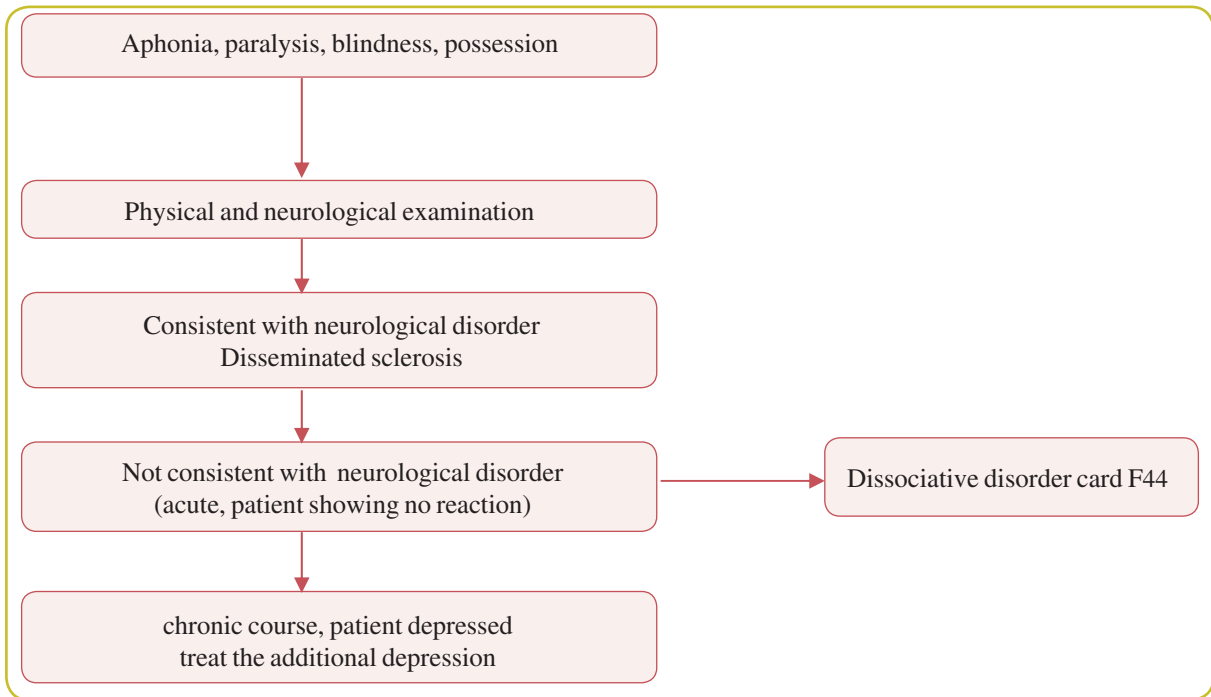 Aphonia, paralysis, blindness, possession
Physical and neurological examination
Consistent with neurological disorder
Disseminated sclerosis
Not consistent with neurological disorder
(acute, patient showing no reaction)
Dissociative disorder card F44
chronic course, patient depressed
treat the additional depression